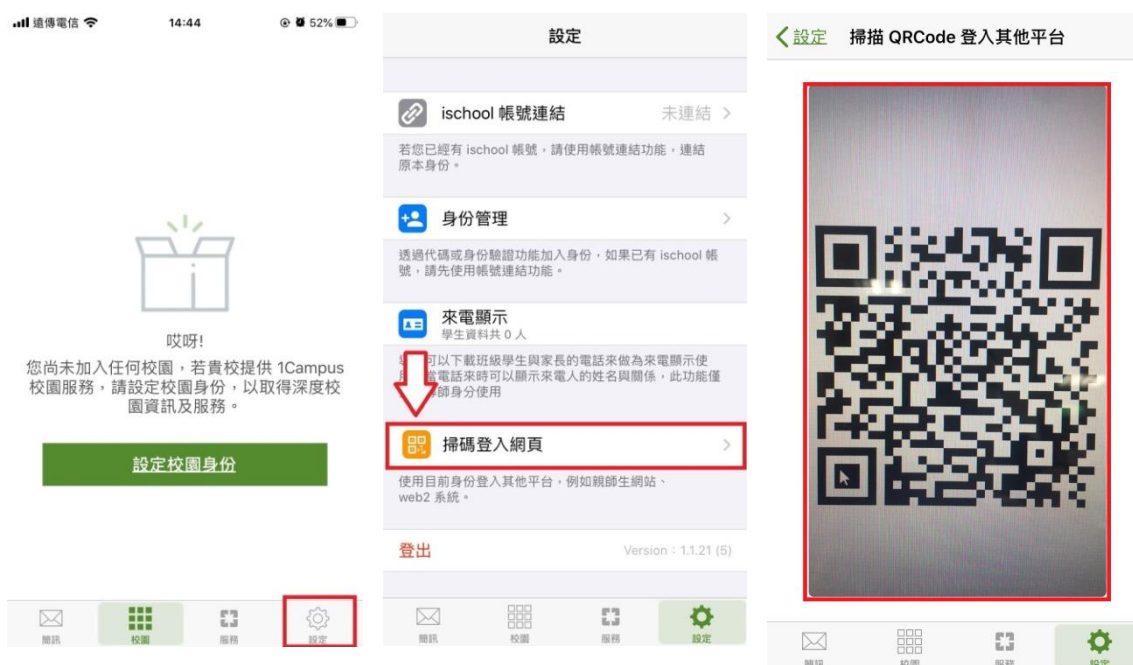 遠傳電信
14:44
52%
哎呀!
您尚未加入任何校園,若貴校提供 1Campus
校園服務,請設定校園身份,以取得深度校
園資訊及服務。
設定校園身份
簡訊
校園
服務
設定
設定
ischool 帳號連結
未連結
若您已經有 ischool 帳號,請使用帳號連結功能,連結
原本身份。
身份管理
透過代碼或身份驗證功能加入身份,如果已有 ischool 帳
號,請先使用帳號連結功能。
來電顯示
學生資料共 0 人
可以下載班級學生與家長的電話來做為來電顯示使
當電話來時可以顯示來電人的姓名與關係,此功能僅
師身分使用
掃碼登入網頁
使用目前身份登入其他平台,例如親師生網站、
web2 系統。
登出
Version:1.1.21 (5)
簡訊
校園
服務
設定
設定
掃描 QRCode 登入其他平台